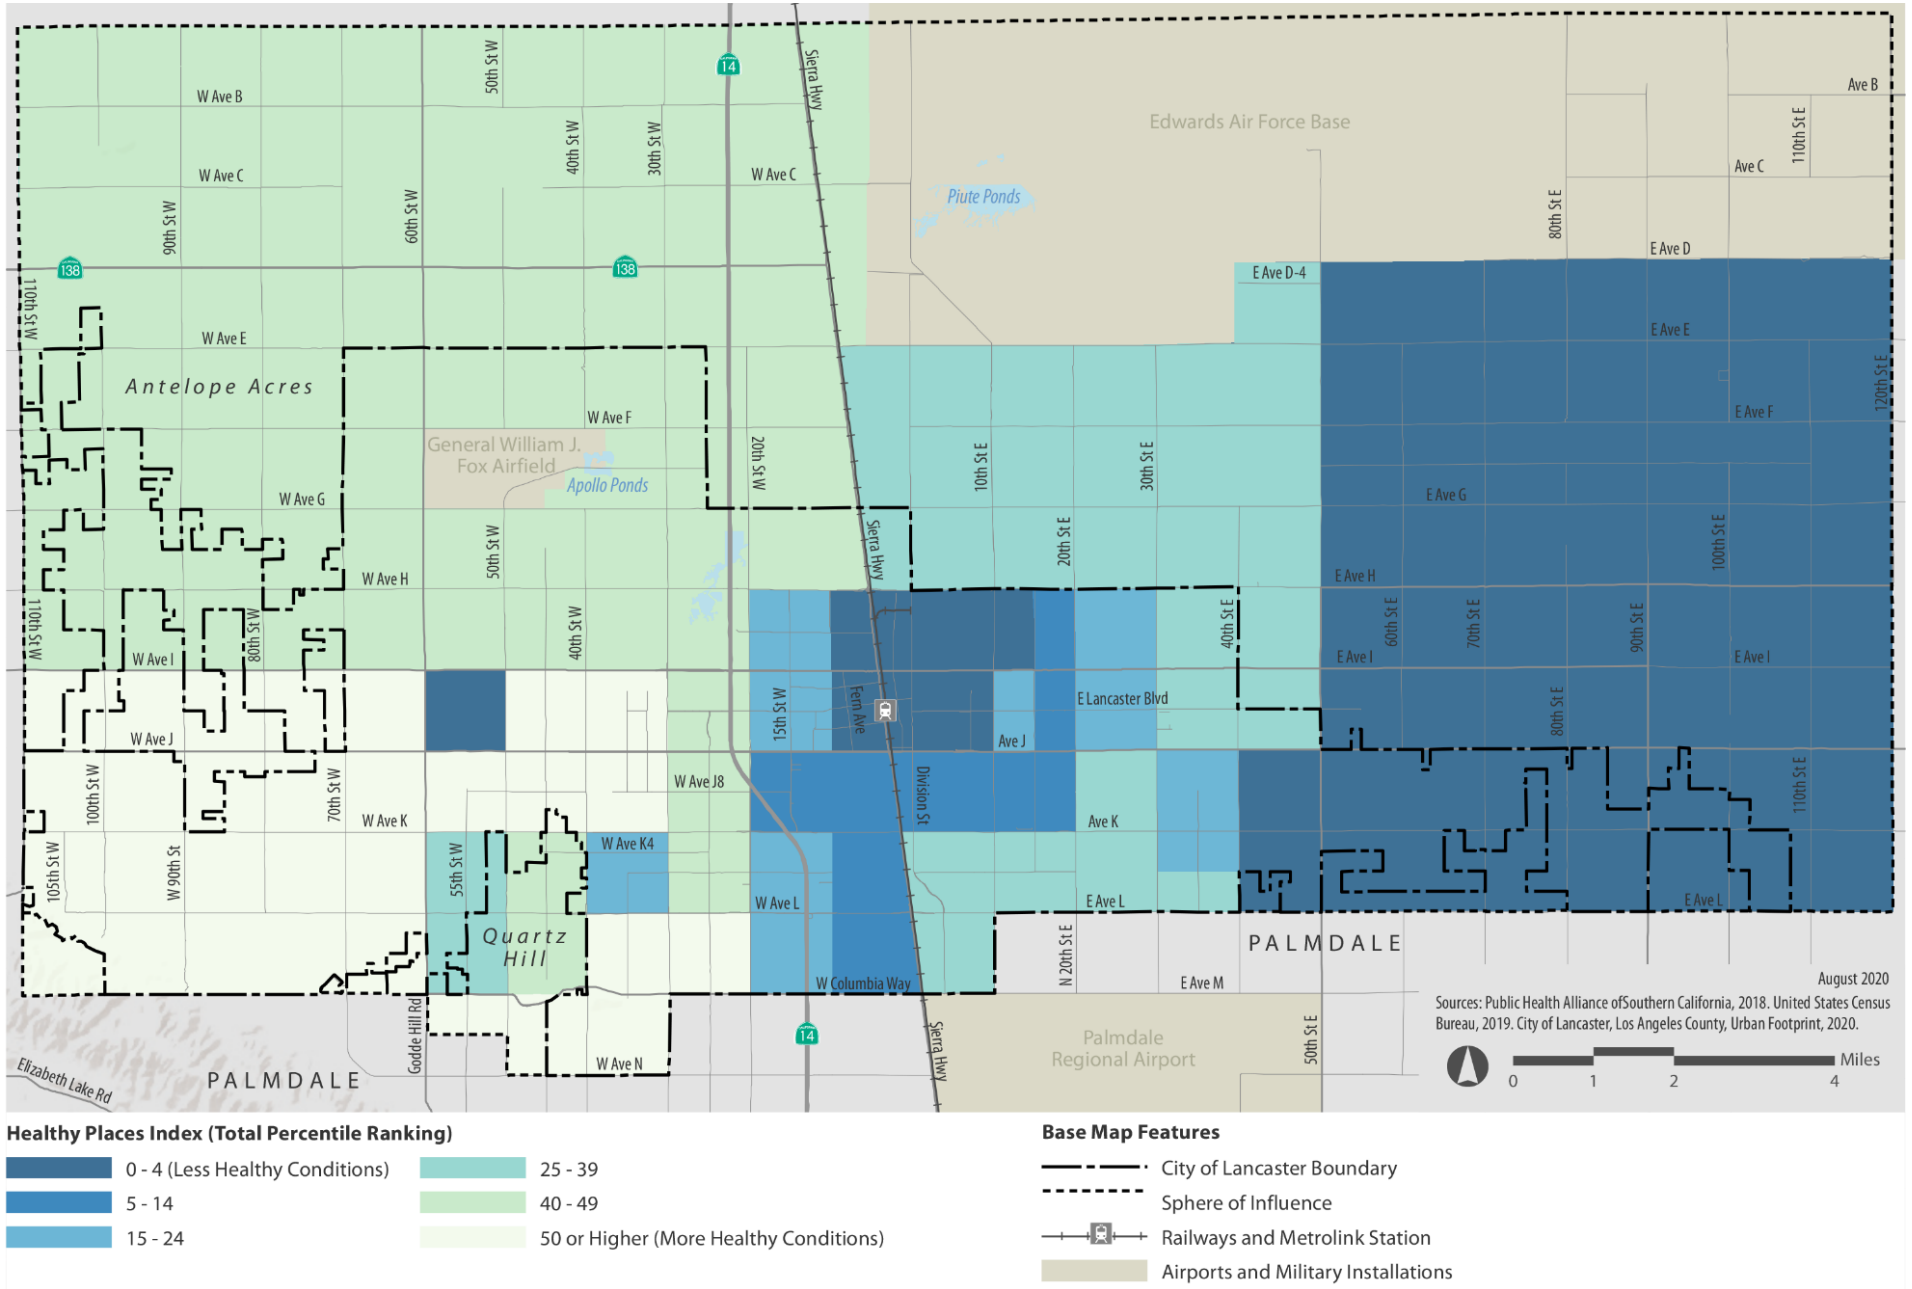 50th St W
14
Sierra Hwy
W Ave B
Ave B
40th St W
30th St W
Edwards Air Force Base
110th St E
W Ave C
W Ave C
Ave C
Piute Ponds
90th St W
60th St W
80th St E
E Ave D
138
138
E Ave D-4
110th St W
W Ave E
E Ave E
Antelope Acres
120th St E
W Ave F
E Ave F
General William J.
Fox Airfield
20th St W
10th St E
30th St E
Apollo Ponds
W Ave G
E Ave G
50th St W
Sierra Hwy
20th St E
100th St E
W Ave H
E Ave H
110th St W
80th St W
40th St W
40th St E
60th St E
70th St E
90th St E
W Ave I
E Ave I
E Ave I
15th St W
Fern Ave
E Lancaster Blvd
80th St E
W Ave J
Ave J
100th St W
70th St W
W Ave J8
Division St
110th St E
W Ave K
Ave K
105th St W
W 90th St
55th St W
W Ave K4
W Ave L
E Ave L
E Ave L
Quartz
Hill
N 20th St E
PALMDALE
W Columbia Way
E Ave M
August 2020
Sources: Public Health Alliance ofSouthern California, 2018. United States Census
Bureau, 2019. City of Lancaster, Los Angeles County, Urban Footprint, 2020.
Godde Hill Rd
14
Sierra Hwy
Palmdale
Regional Airport
50th St E
W Ave N
Elizabeth Lake Rd
PALMDALE
Miles
0 1 2 4
Healthy Places Index (Total Percentile Ranking)
0 - 4 (Less Healthy Conditions)
5 - 14
15 - 24
25 - 39
40 - 49
50 or Higher (More Healthy Conditions)
Base Map Features
City of Lancaster Boundary
Sphere of Influence
Railways and Metrolink Station
Airports and Military Installations